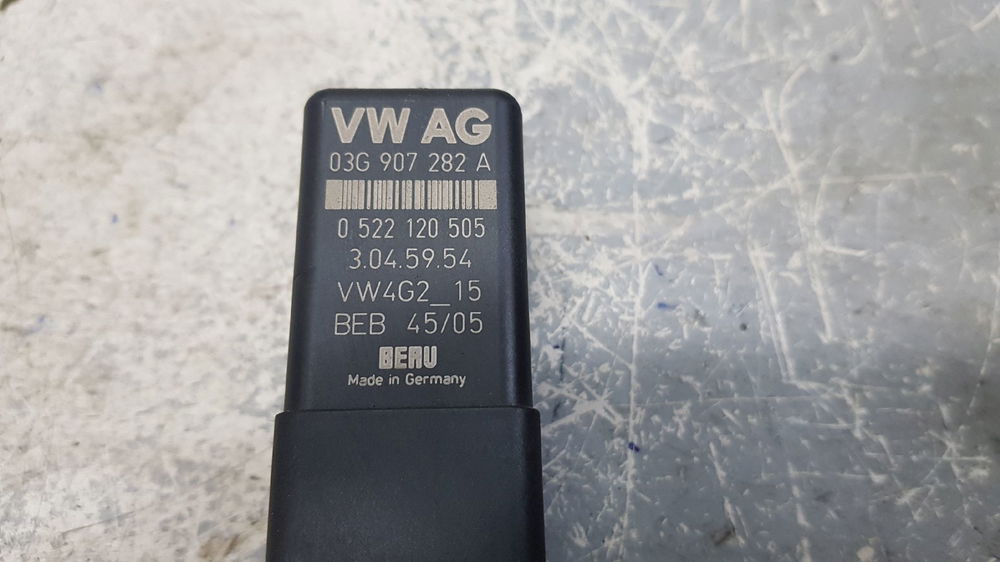 VW AG
03G 907 282 A
0 522 120 505
3.04.59.54
VW4G2_15
BEB 45/05
BERU
Made in Germany